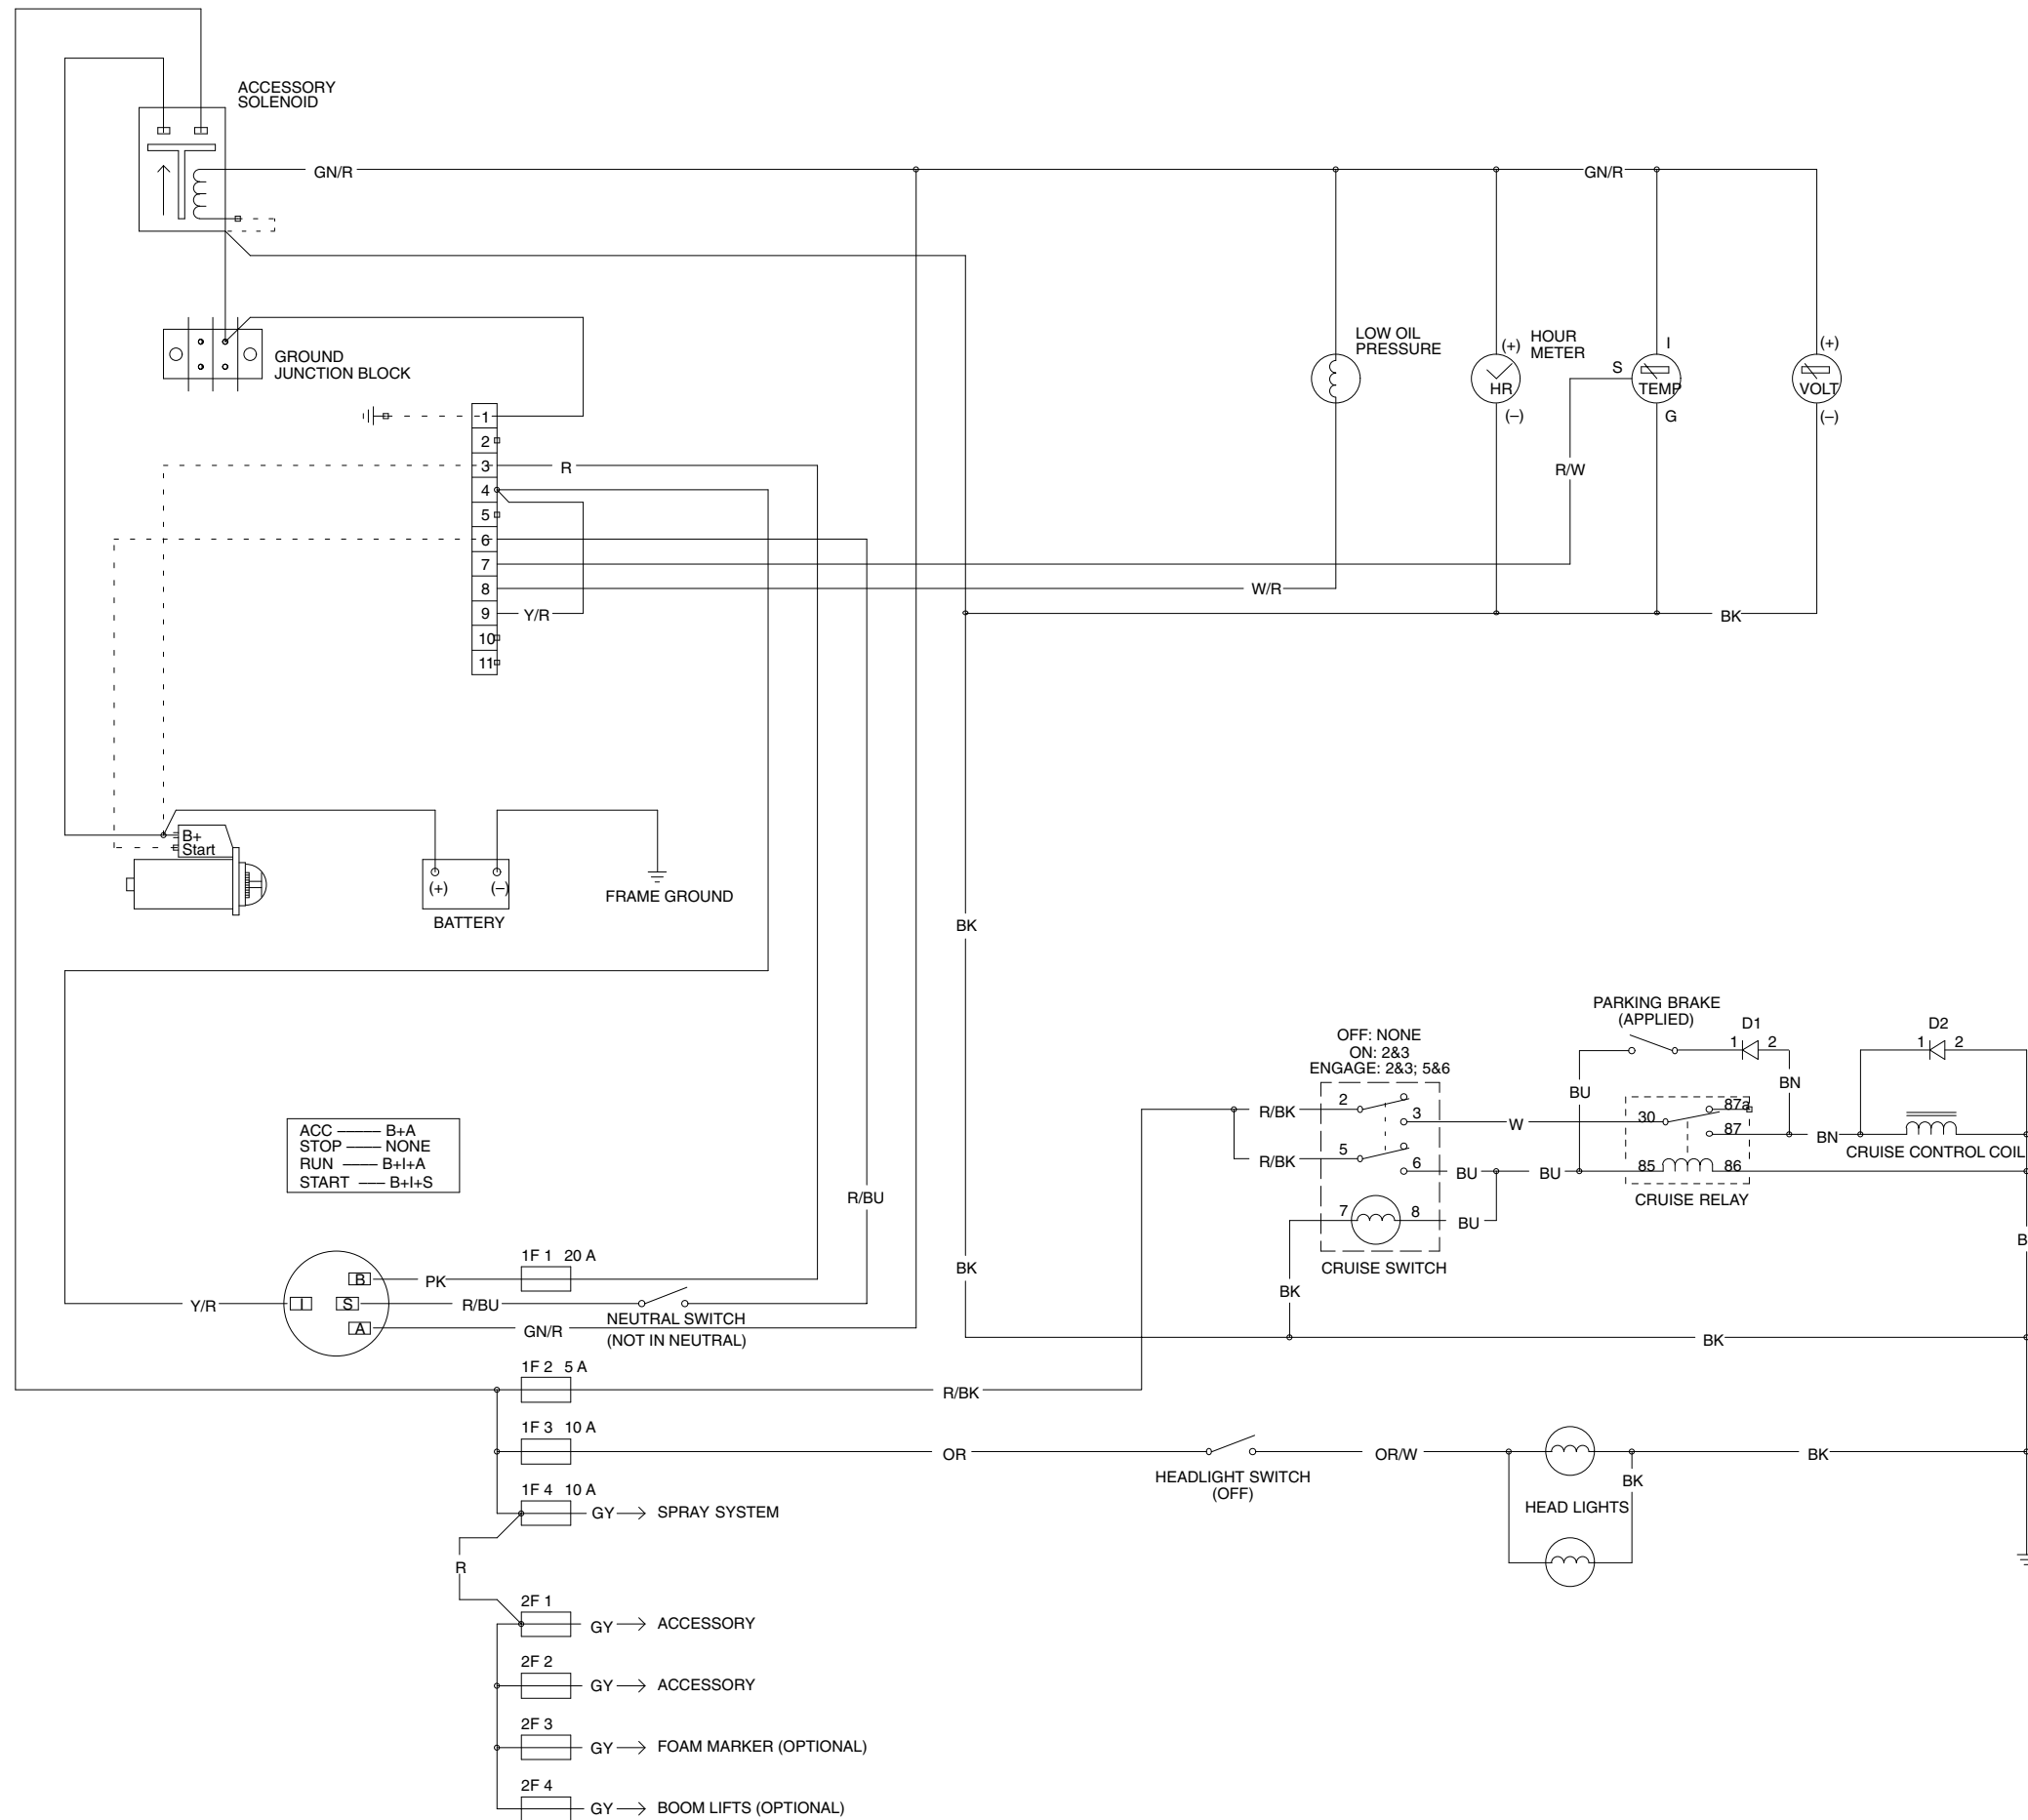 ACCESSORY
SOLENOID
GN/R
GN/R
GROUND
JUNCTION BLOCK
LOW OIL
PRESSURE
(+)
HOUR
METER
HR
(–)
I
S
TEMP
G
(+)
VOLT
(–)
R/W
1
2
3
R
4
5
6
7
8
W/R
9
Y/R
BK
10
11
B+
Start
(+)
(–)
BATTERY
FRAME GROUND
BK
PARKING BRAKE
(APPLIED)
D1
1
2
D2
1
2
OFF: NONE
ON: 2&3
ENGAGE: 2&3; 5&6
BU
BN
R/BK
2
3
W
30
87a
87
BN
CRUISE CONTROL COIL
R/BK
5
6
BU
BU
85
86
CRUISE RELAY
7
8
BU
CRUISE SWITCH
BK
BK
B
ACC –––– B+A
STOP ––– NONE
RUN ––– B+I+A
START –– B+I+S
R/BU
1F 1 20 A
B
PK
Y/R
I
S
R/BU
NEUTRAL SWITCH
(NOT IN NEUTRAL)
A
GN/R
BK
1F 2 5 A
R/BK
1F 3 10 A
OR
HEADLIGHT SWITCH
(OFF)
OR/W
BK
BK
HEAD LIGHTS
1F 4 10 A
GY
SPRAY SYSTEM
R
2F 1
GY
ACCESSORY
2F 2
GY
ACCESSORY
2F 3
GY
FOAM MARKER (OPTIONAL)
2F 4
GY
BOOM LIFTS (OPTIONAL)